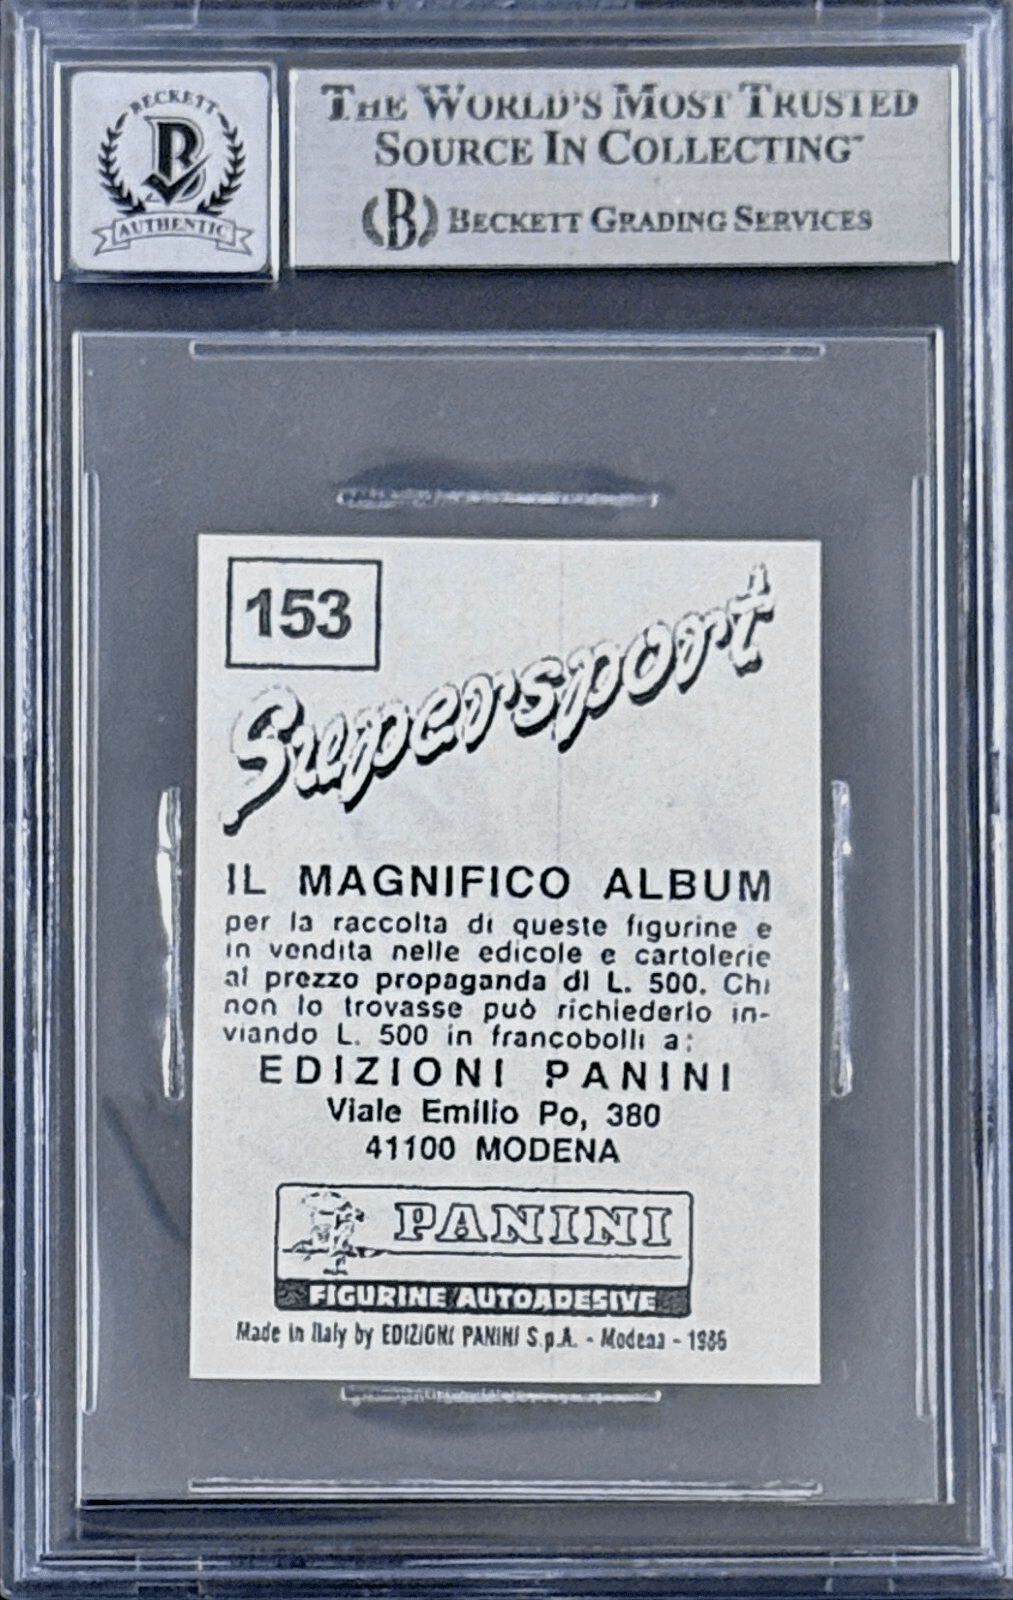 BECKETT
B
AUTHENTIC
THE WORLD'S MOST TRUSTED
SOURCE IN COLLECTING™
B BECKETT GRADING SERVICES
153
Supersport
IL MAGNIFICO ALBUM
per la raccolta di queste figurine e
in vendita nelle edicole e cartolerie
al prezzo propaganda di L. 500. Chi
non lo trovasse può richiederlo in-
viando L. 500 in francobolli a:
EDIZIONI PANINI
Viale Emilio Po, 380
41100 MODENA
PANINI
FIGURINE AUTOADESIVE
Made in Italy by EDIZIONI PANINI S.p.A. - Modena - 1986